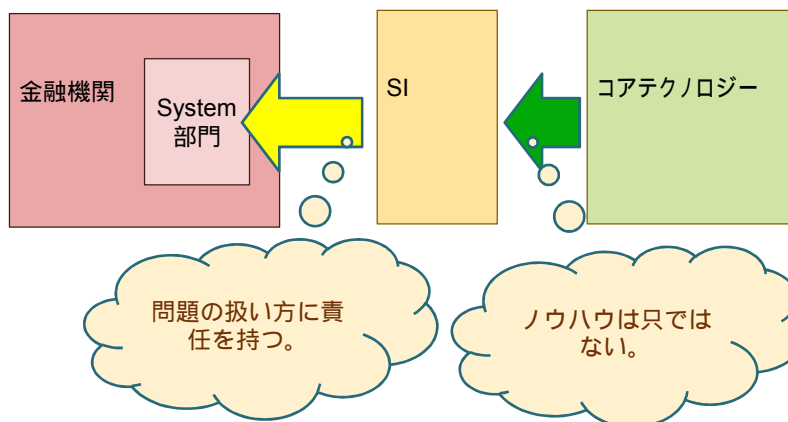 金融機関
System
部門
SI
コアテクノロジー
問題の扱い方に責
任を持つ。
ノウハウは只では
ない。